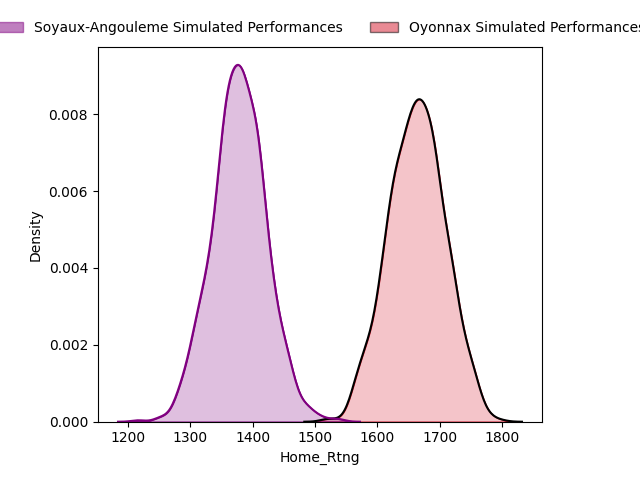 Soyaux-Angouleme Simulated Performances Oyonnax Simulated Performances
0.008
0.006
0.004
0.002
0.000
Density
1200 1300 1400 1500 1600 1700 1800
Home_Rtng